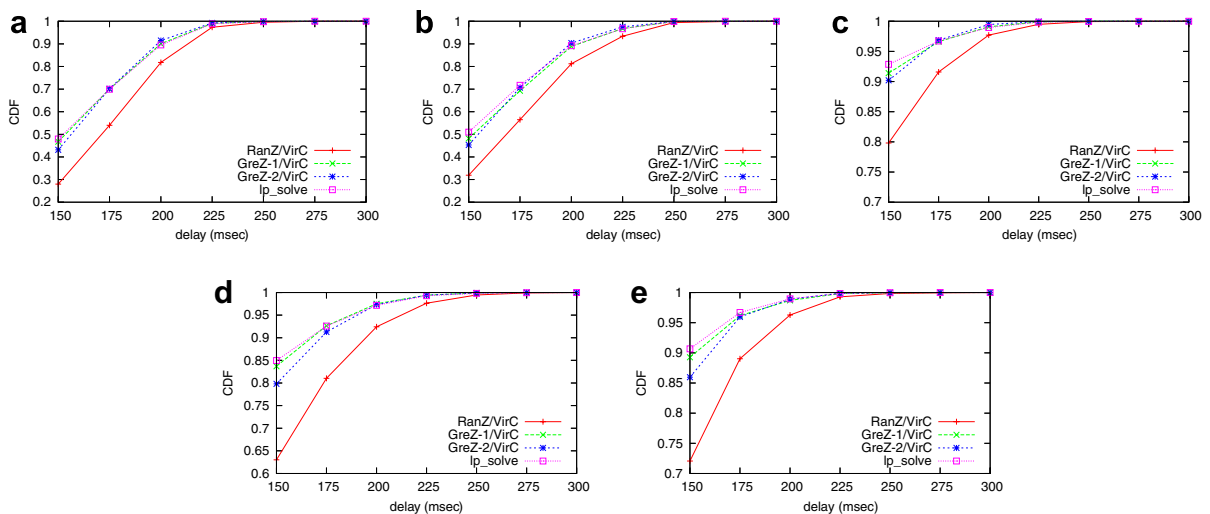 a
1
0.9
0.8
0.7
0.6
0.5
0.4
0.3
0.2
CDF
150 175 200 225 250 275 300
delay (msec)
RanZ/VirC
GreZ-1/VirC
GreZ-2/VirC
lp_solve
b
1
0.9
0.8
0.7
0.6
0.5
0.4
0.3
0.2
CDF
150 175 200 225 250 275 300
delay (msec)
RanZ/VirC
GreZ-1/VirC
GreZ-2/VirC
lp_solve
c
1
0.95
0.9
0.85
0.8
0.75
0.7
CDF
150 175 200 225 250 275 300
delay (msec)
RanZ/VirC
GreZ-1/VirC
GreZ-2/VirC
lp_solve
d
1
0.95
0.9
0.85
0.8
0.75
0.7
0.65
0.6
CDF
150 175 200 225 250 275 300
delay (msec)
RanZ/VirC
GreZ-1/VirC
GreZ-2/VirC
lp_solve
e
1
0.95
0.9
0.85
0.8
0.75
0.7
CDF
150 175 200 225 250 275 300
delay (msec)
RanZ/VirC
GreZ-1/VirC
GreZ-2/VirC
lp_solve